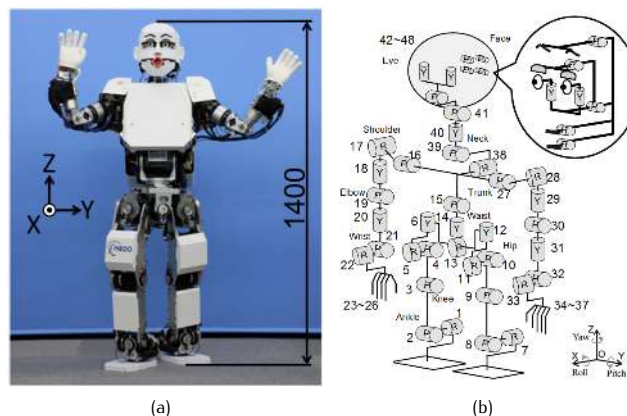 1400
Z
X
Y
NEDO
(a)
42~48
Face
Eye
Y
Y
Y
Y
41
40
Y
Neck
39
38
Shoulder
17
R
16
R
R
28
18
Y
27
Y
29
Trunk
Elbow
15
19
30
6
14
Waist
12
20
Y
Y
Y
Y
Y
31
Wrist
21
Hip
R
13
R
32
22
R
5
4
11
10
33
R
3
9
23~26
Knee
34~37
Ankle
1
R
R
2
8
7
Z
Yaw
X
O
Y
Roll
Pitch
(b)